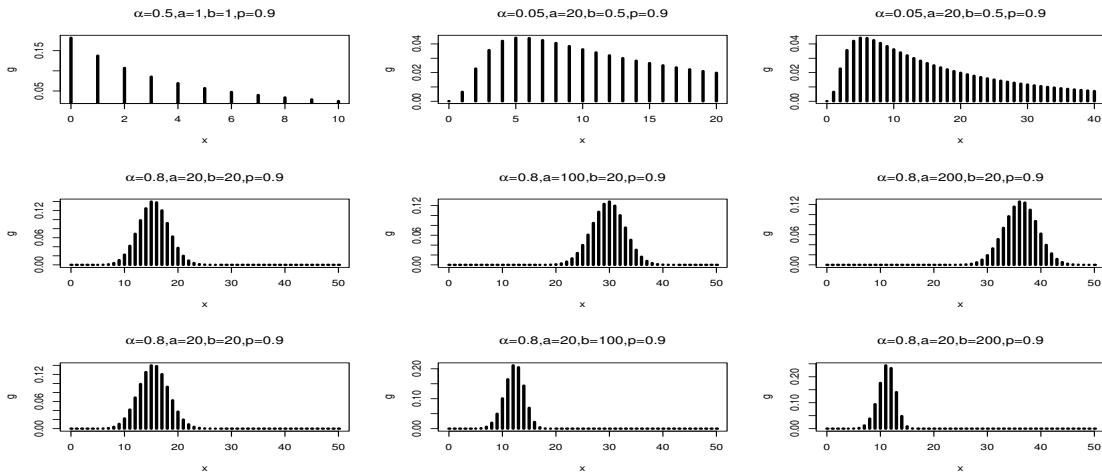 α=0.5,a=1,b=1,p=0.9
g
0.05 0.15
0 2 4 6 8 10
x
α=0.05,a=20,b=0.5,p=0.9
g
0.00 0.02 0.04
0 5 10 15 20
x
α=0.05,a=20,b=0.5,p=0.9
g
0.00 0.02 0.04
0 10 20 30 40
x
α=0.8,a=20,b=20,p=0.9
g
0.00 0.06 0.12
0 10 20 30 40 50
x
α=0.8,a=100,b=20,p=0.9
g
0.00 0.06 0.12
0 10 20 30 40 50
x
α=0.8,a=200,b=20,p=0.9
g
0.00 0.06 0.12
0 10 20 30 40 50
x
α=0.8,a=20,b=20,p=0.9
g
0.00 0.06 0.12
0 10 20 30 40 50
x
α=0.8,a=20,b=100,p=0.9
g
0.00 0.10 0.20
0 10 20 30 40 50
x
α=0.8,a=20,b=200,p=0.9
g
0.00 0.10 0.20
0 10 20 30 40 50
x